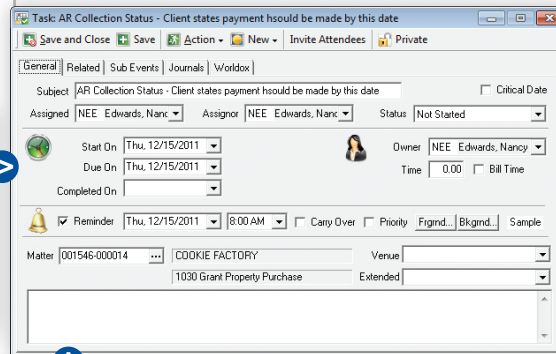 Task: AR Collection Status - Client states payment hsould be made by this date
Save and Close Save Action New Invite Attendees Private
General Related Sub Events Journals Worldox
Subject AR Collection Status - Client states payment hsould be made by this date Critical Date
Assigned NEE Edwards, Nanc Assignor NEE Edwards, Nanc Status Not Started
Start On Thu, 12/15/2011 Owner NEE Edwards, Nancy
Due On Thu, 12/15/2011 Time 0.00 Bill Time
Completed On
Reminder Thu, 12/15/2011 8:00 AM Carry Over Priority Frgrnd... Bkgrnd... Sample
Matter 001546-000014 ... COOKIE FACTORY Venue
1030 Grant Property Purchase Extended